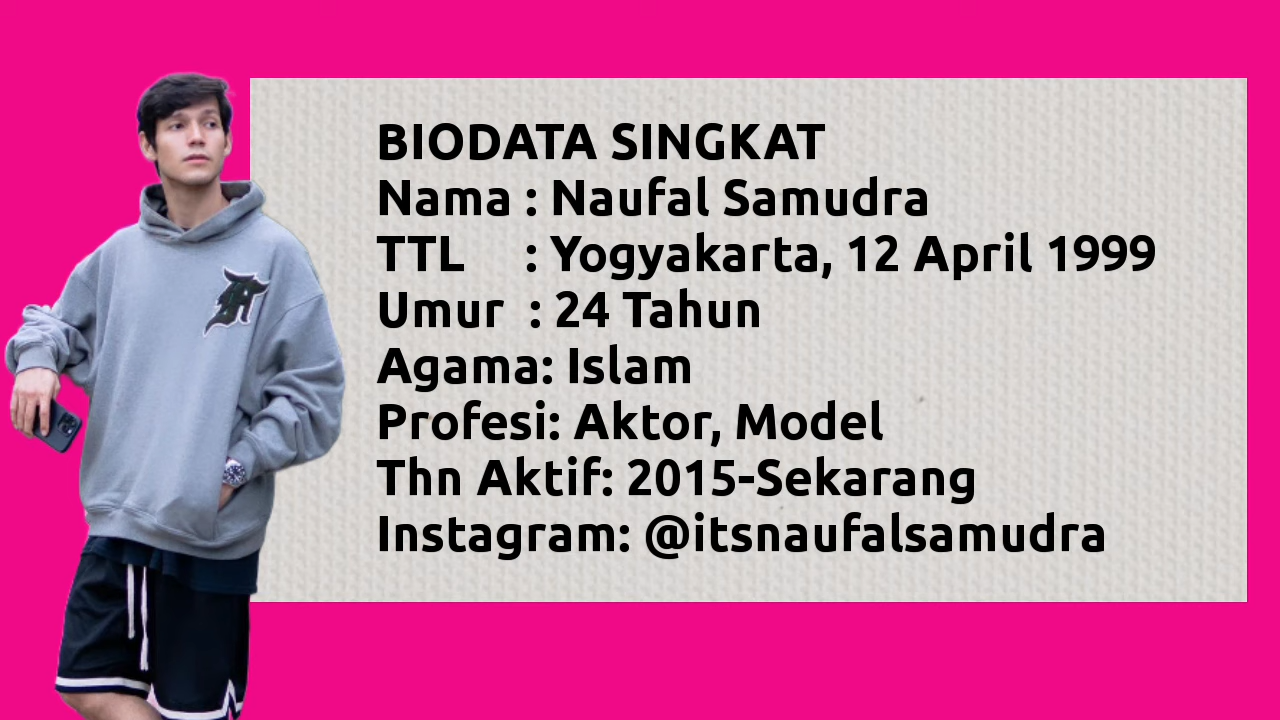 BIODATA SINGKAT
Nama : Naufal Samudra
TTL : Yogyakarta, 12 April 1999
Umur : 24 Tahun
Agama: Islam
Profesi: Aktor, Model
Thn Aktif: 2015-Sekarang
Instagram: @itsnaufalsamudra